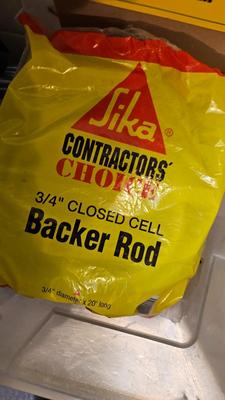 Sika®
CONTRACTORS'
CHOICE
3/4" CLOSED CELL
Backer Rod
3/4" diameter x 20' long